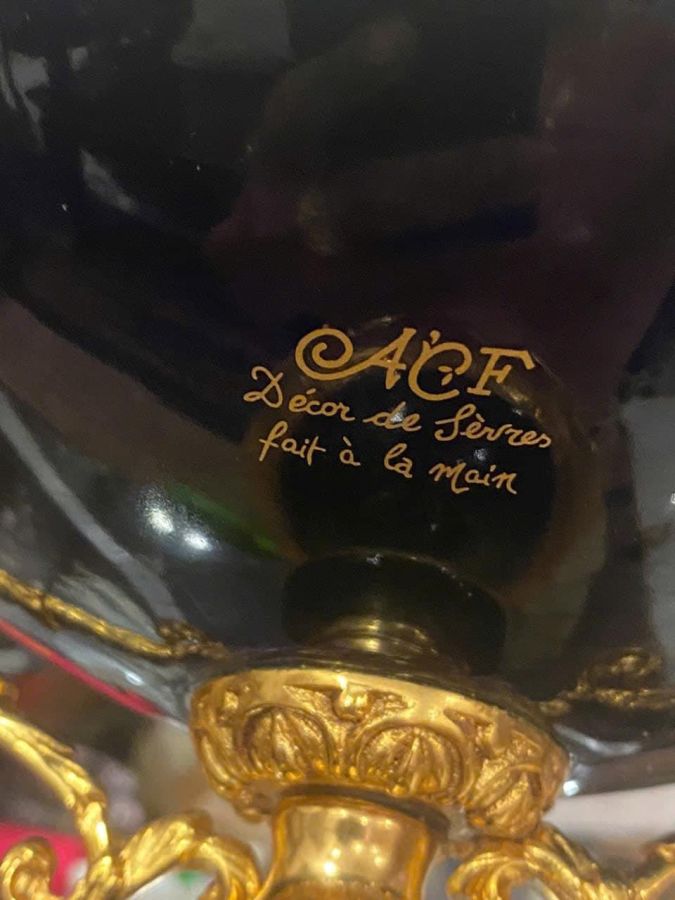 ACF
Décor de Sèvres
fait à la main